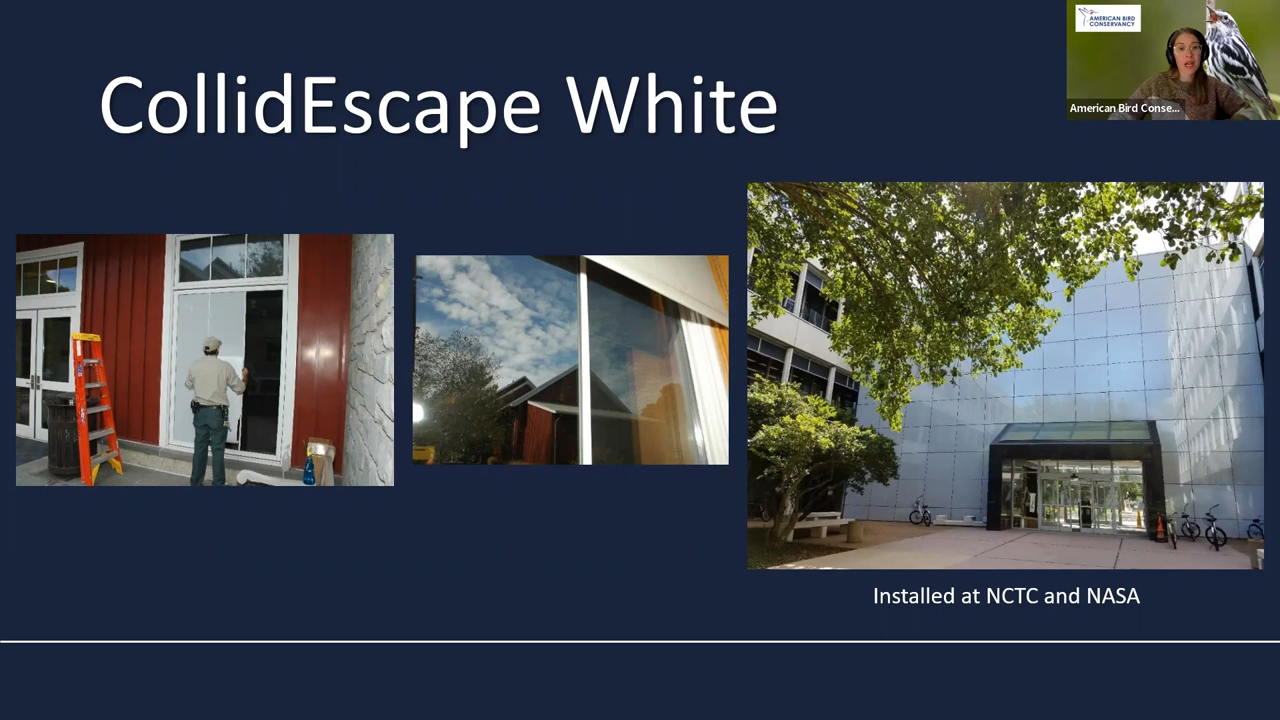 CollidEscape White
AMERICAN BIRD
CONSERVANCY
American Bird Conse...
Installed at NCTC and NASA